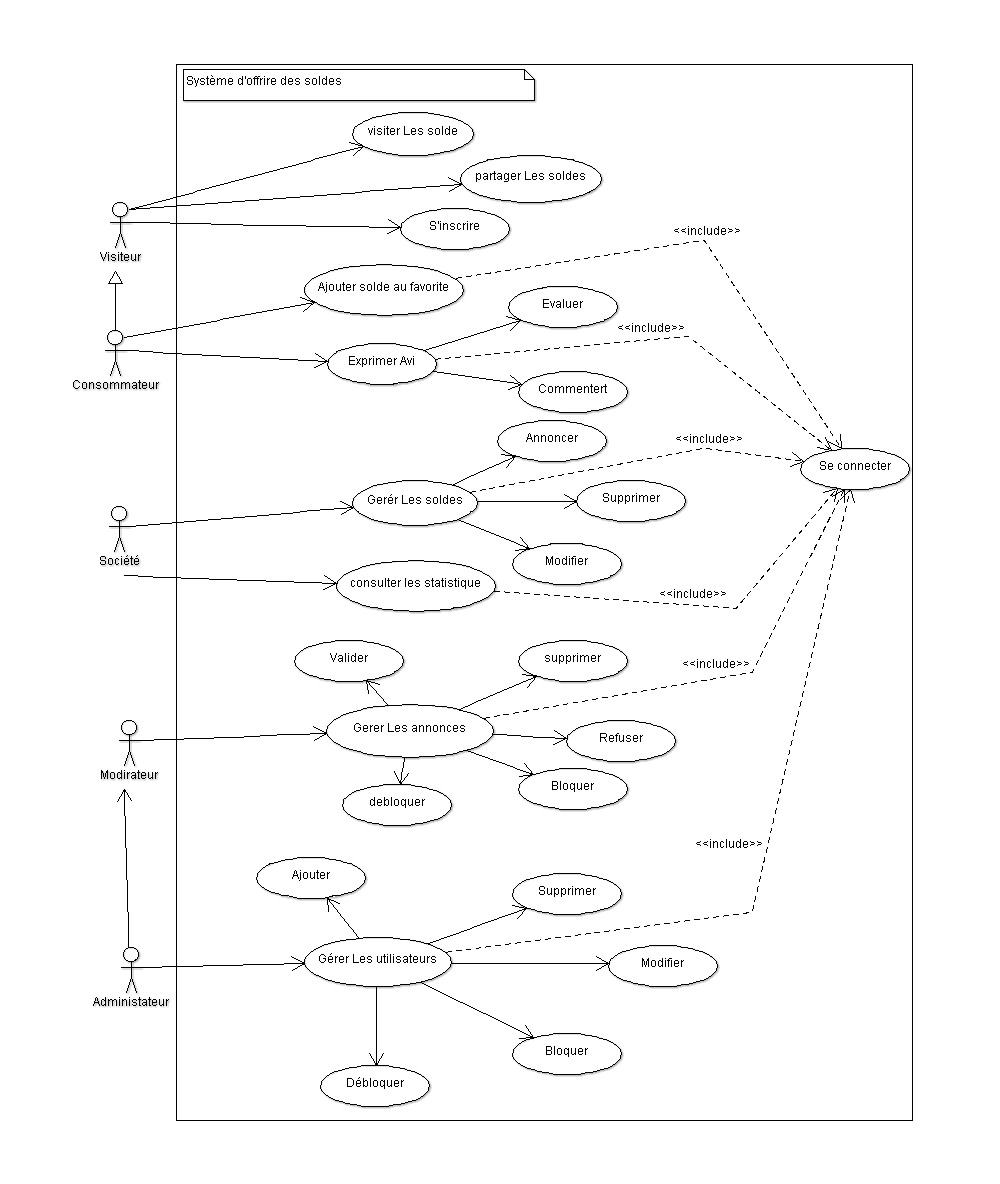 Système d'offrire des soldes
visiter Les solde
partager Les soldes
S'inscrire
Visiteur
<<include>>
Ajouter solde au favorite
Evaluer
<<include>>
Exprimer Avi
Consommateur
Commentert
Annoncer
<<include>>
Se connecter
Gerér Les soldes
Supprimer
Société
Modifier
consulter les statistique
<<include>>
Valider
supprimer
<<include>>
Gerer Les annonces
Refuser
Modirateur
Bloquer
debloquer
<<include>>
Ajouter
Supprimer
Gérer Les utilisateurs
Modifier
Administateur
Bloquer
Débloquer